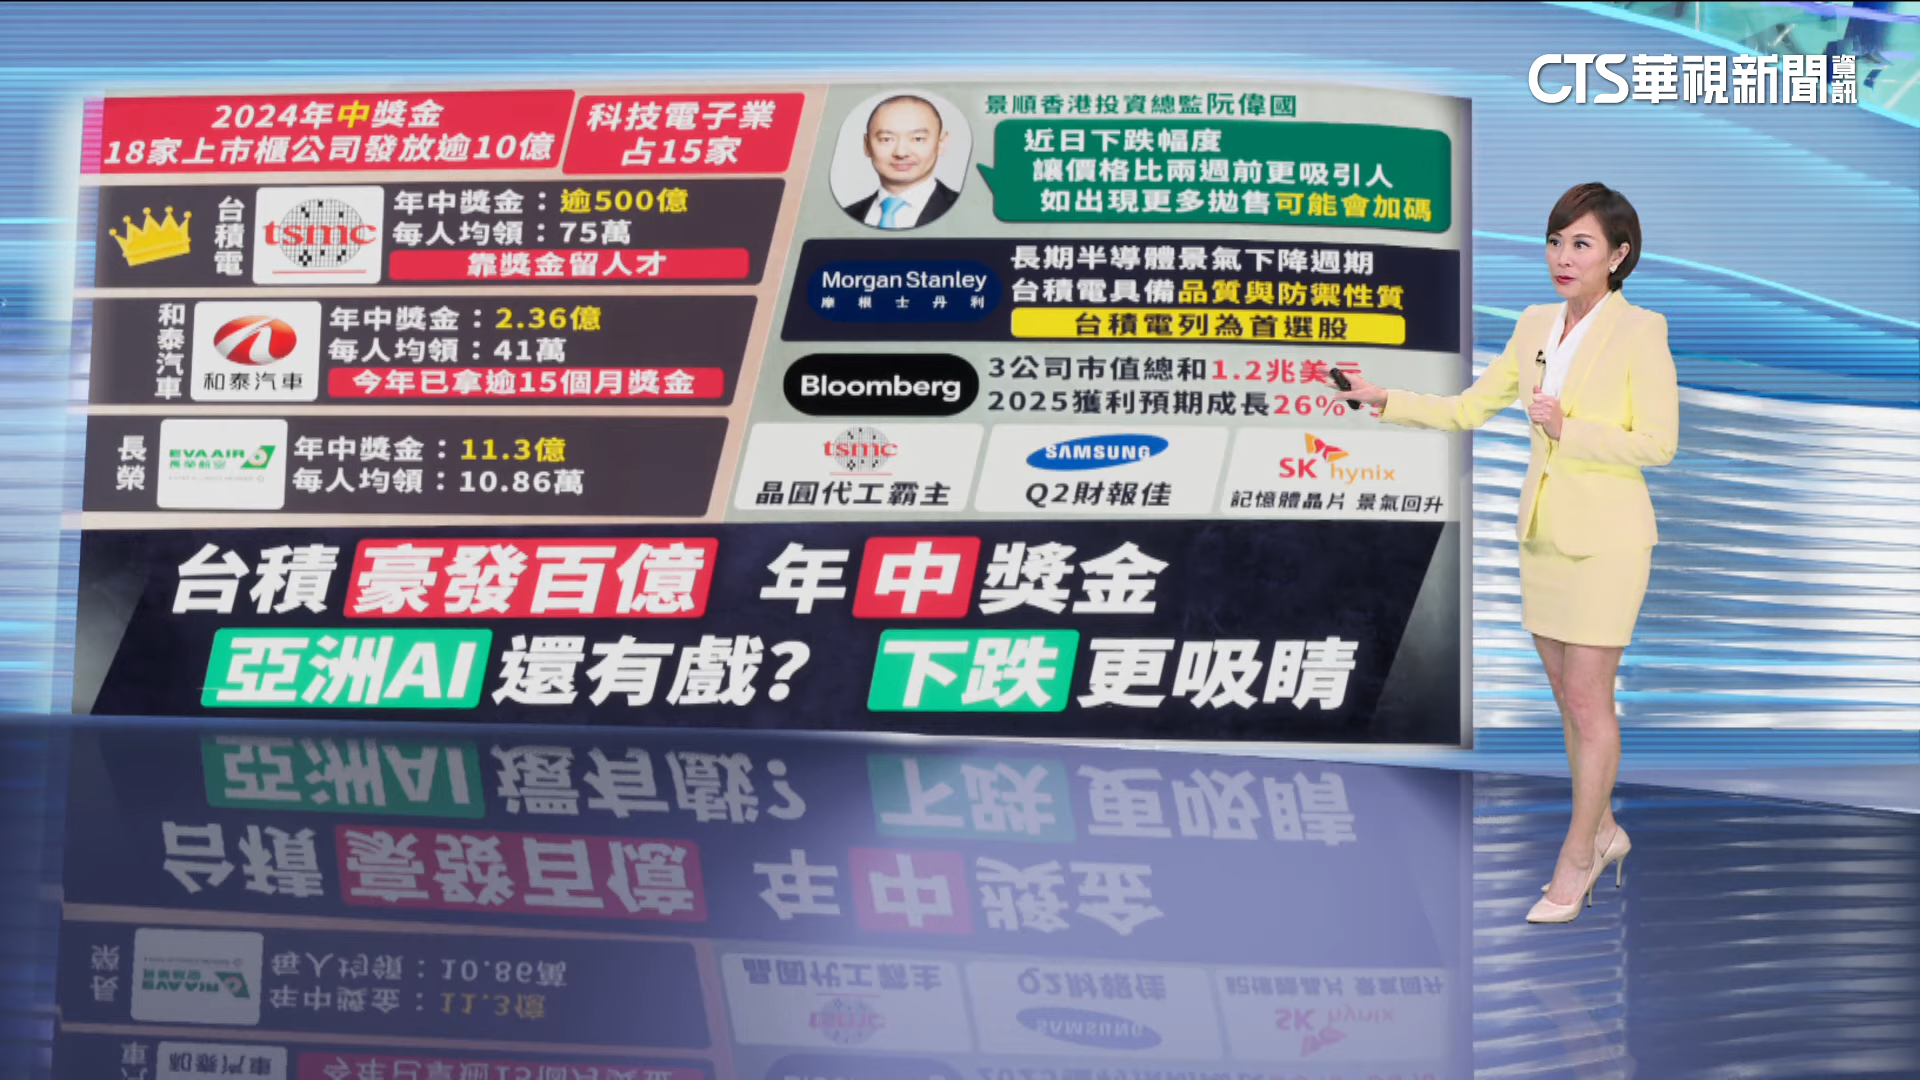 CTS華視新聞資訊
2024年中獎金
18家上市櫃公司發放逾10億
科技電子業
占15家
台積電
tsmc
年中獎金：逾500億
每人均領：75萬
靠獎金留人才
和泰汽車
和泰汽車
年中獎金：2.36億
每人均領：41萬
今年已拿逾15個月獎金
長榮
EVA AIR
長榮航空
年中獎金：11.3億
每人均領：10.86萬
景順香港投資總監阮偉國
近日下跌幅度
讓價格比兩週前更吸引人
如出現更多拋售可能會加碼
Morgan Stanley
摩根士丹利
長期半導體景氣下降週期
台積電具備品質與防禦性質
台積電列為首選股
Bloomberg
3公司市值總和1.2兆美元
2025獲利預期成長26%
tsmc
晶圓代工霸主
SAMSUNG
Q2財報佳
SK hynix
記憶體晶片 景氣回升
台積豪發百億 年中獎金
亞洲AI還有戲? 下跌更吸睛